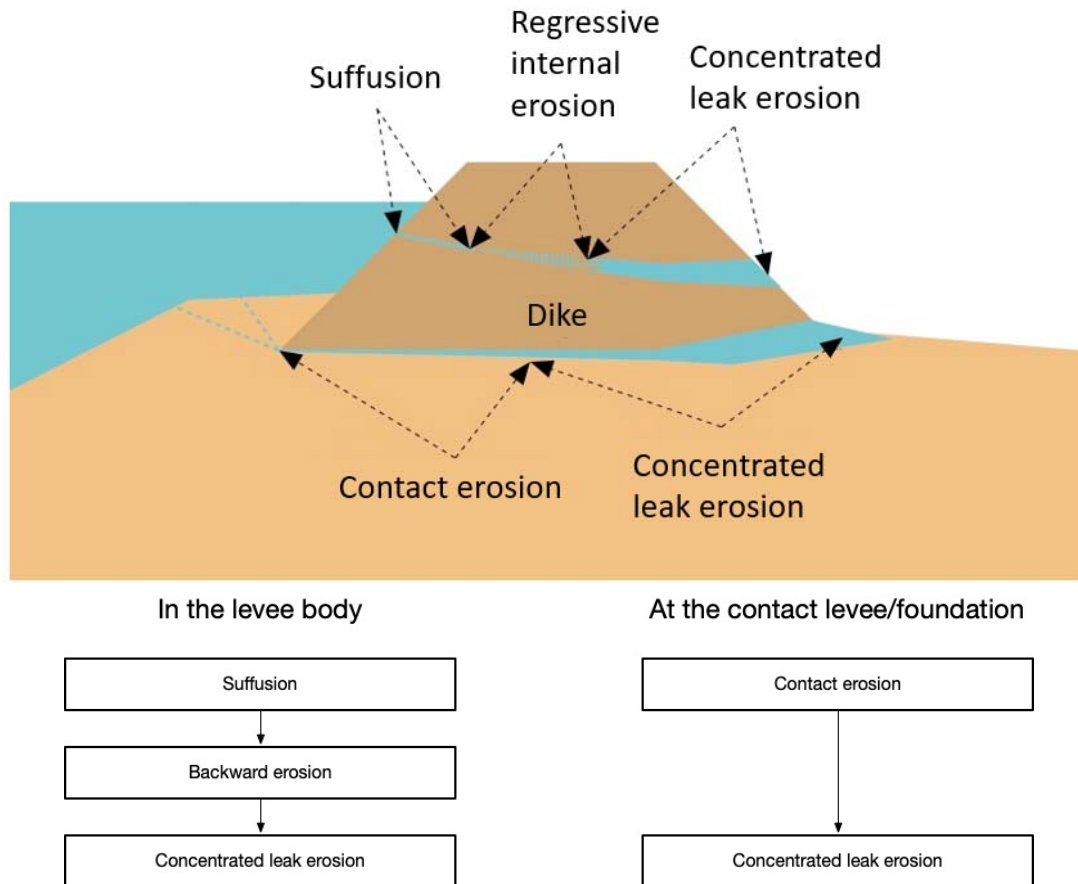 Suffusion
Regressive
internal
erosion
Concentrated
leak erosion
Dike
Contact erosion
Concentrated
leak erosion
In the levee body
At the contact levee/foundation
Suffusion
Contact erosion
Backward erosion
Concentrated leak erosion
Concentrated leak erosion